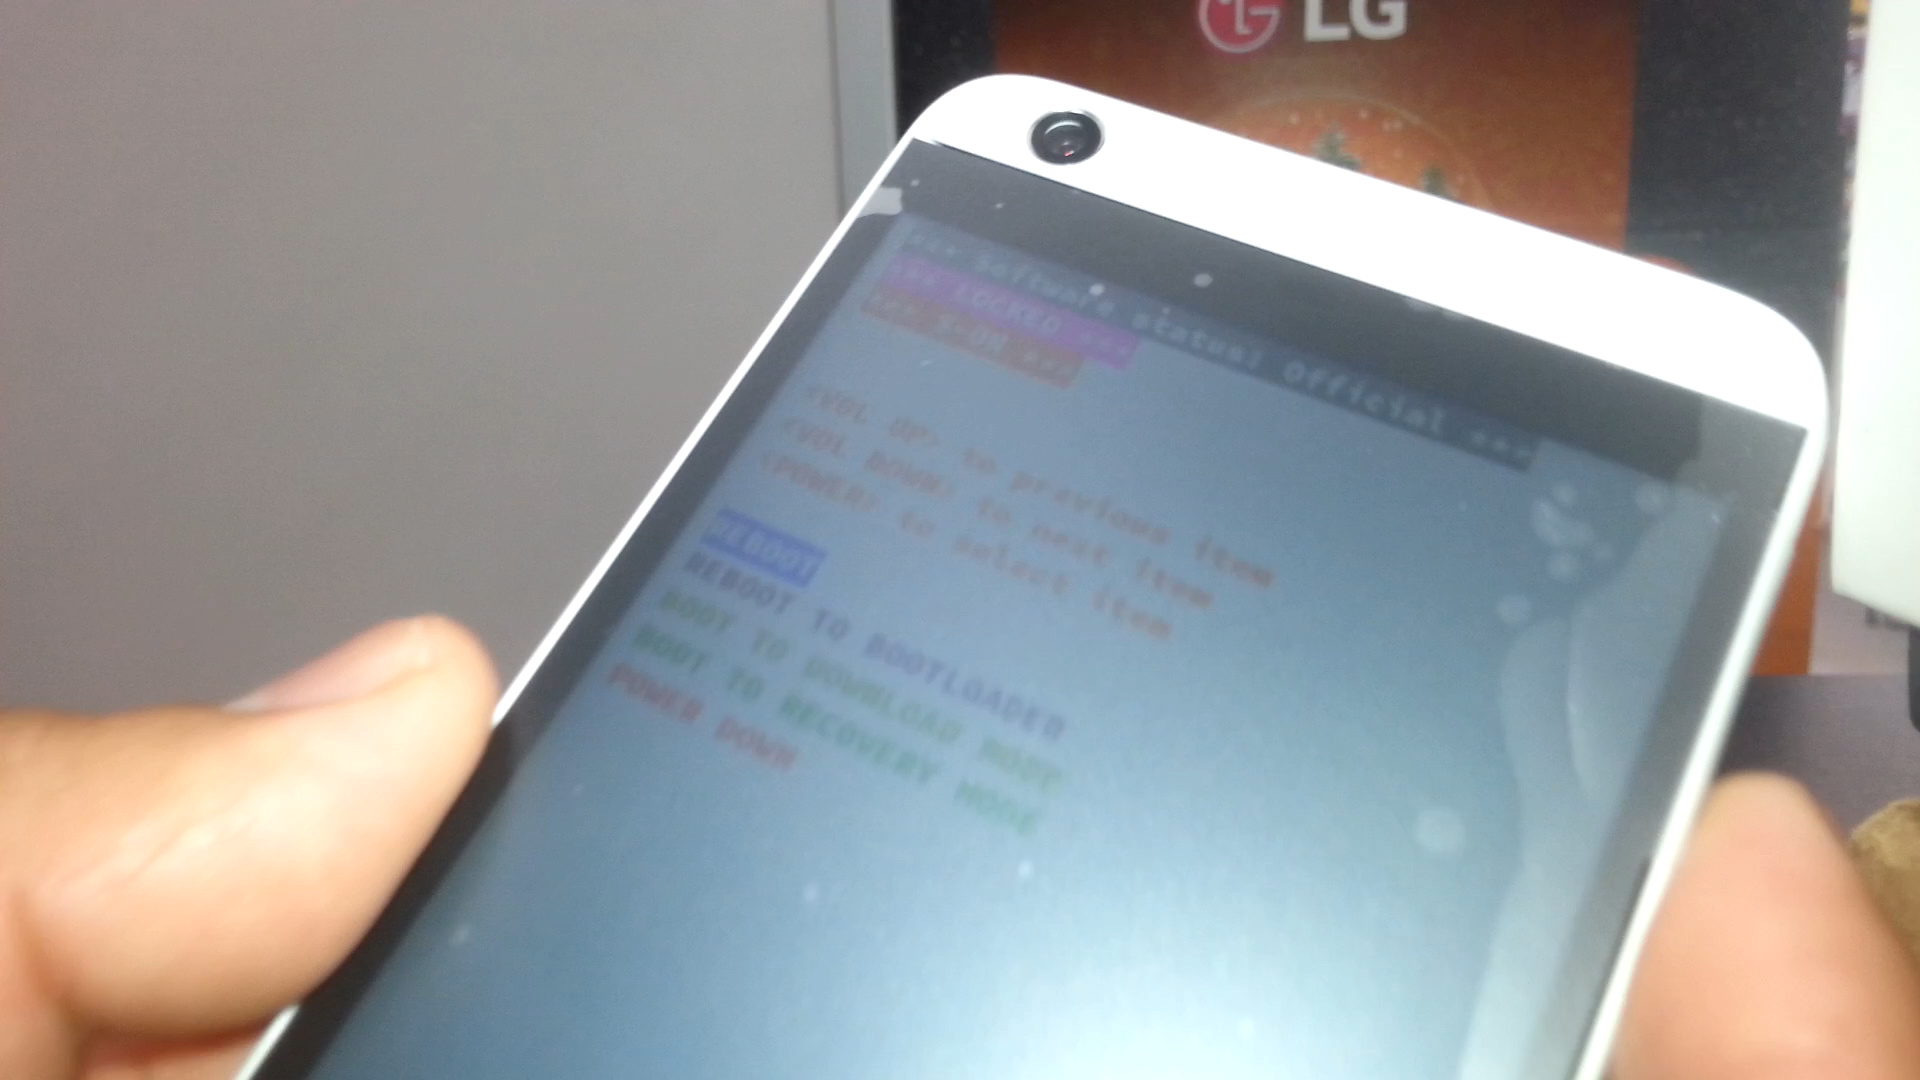 LG
*** Software status: Official ***
*** LOCKED ***
*** S-ON ***
<VOL UP> to previous item
<VOL DOWN> to next item
<POWER> to select item
REBOOT
REBOOT TO BOOTLOADER
BOOT TO DOWNLOAD MODE
BOOT TO RECOVERY MODE
POWER DOWN